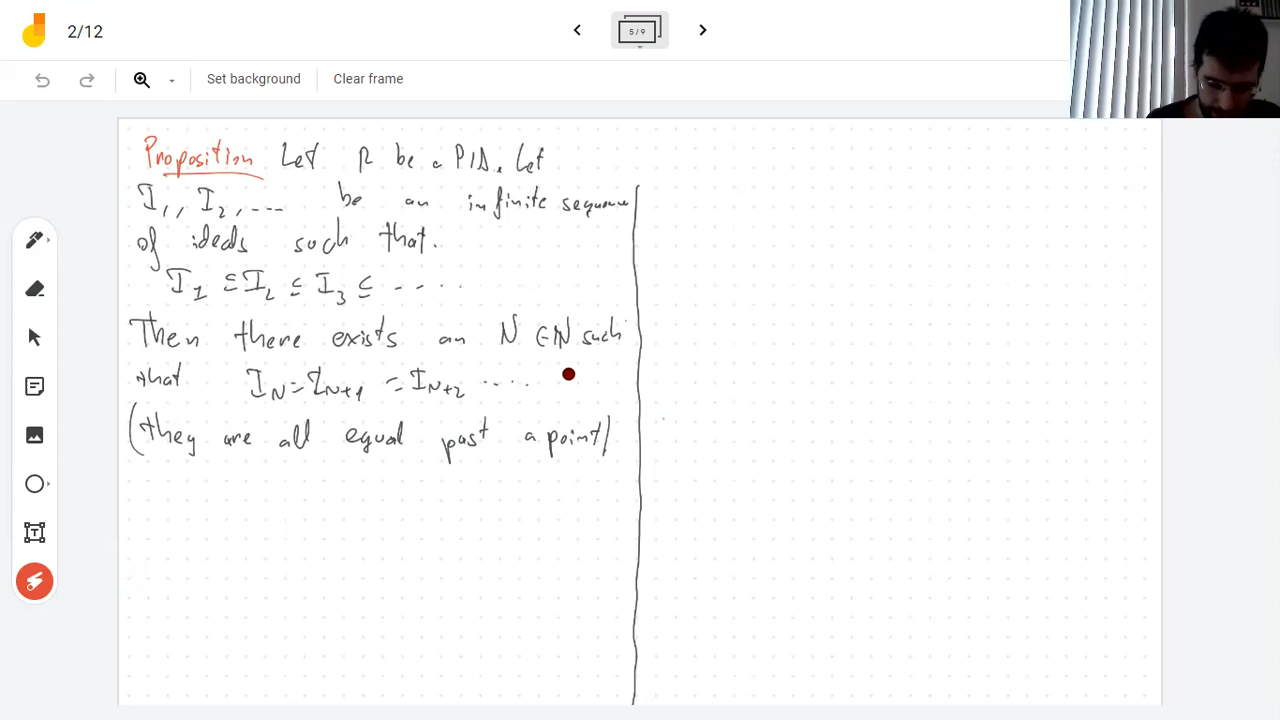 2/12
5 / 9
Set background
Clear frame
Proposition Let R be a PID. Let
I₁, I₂, ---- be an infinite sequence
of ideals such that.
I₁ ⊆ I₂ ⊆ I₃ ⊆ - - - - .
Then there exists an N ∈ ℕ such
that I_N = I_{N+1} = I_{N+2} .....
(they are all equal past a point)
T